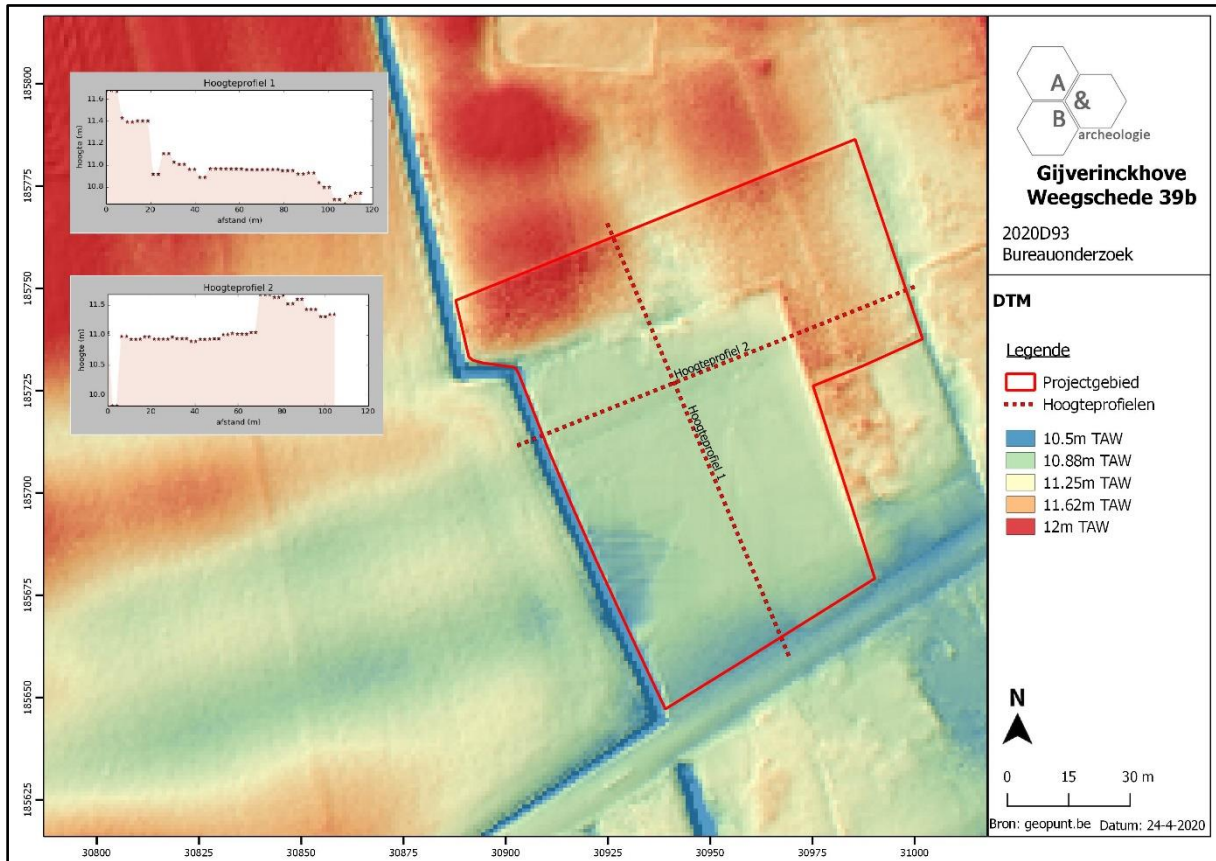 Hoogteprofiel 1
hoogte (m)
11.6
11.4
11.2
11.0
10.8
0 20 40 60 80 100 120
afstand (m)
Hoogteprofiel 2
hoogte (m)
11.5
11.0
10.5
10.0
0 20 40 60 80 100 120
afstand (m)
Hoogteprofiel 2
Hoogteprofiel 1
185800
185775
185750
185725
185700
185675
185650
185625
30800 30825 30850 30875 30900 30925 30950 30975 31000
A
&
B
archeologie
Gijverinckhove
Weegschede 39b
2020D93
Bureauonderzoek
DTM
Legende
Projectgebied
Hoogteprofielen
10.5m TAW
10.88m TAW
11.25m TAW
11.62m TAW
12m TAW
N
0 15 30 m
Bron: geopunt.be Datum: 24-4-2020